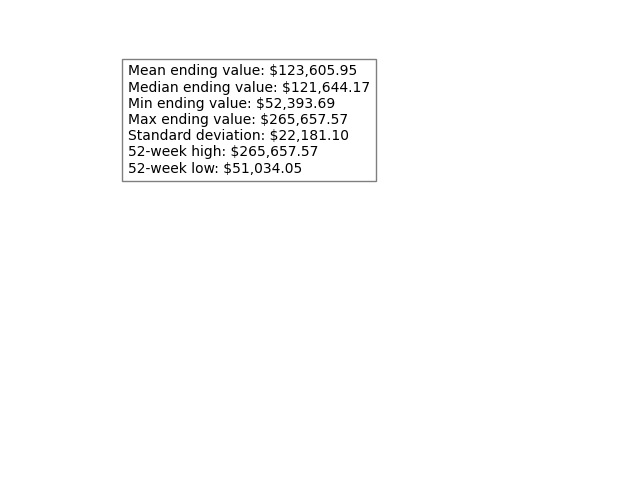 Mean ending value: $123,605.95
Median ending value: $121,644.17
Min ending value: $52,393.69
Max ending value: $265,657.57
Standard deviation: $22,181.10
52-week high: $265,657.57
52-week low: $51,034.05